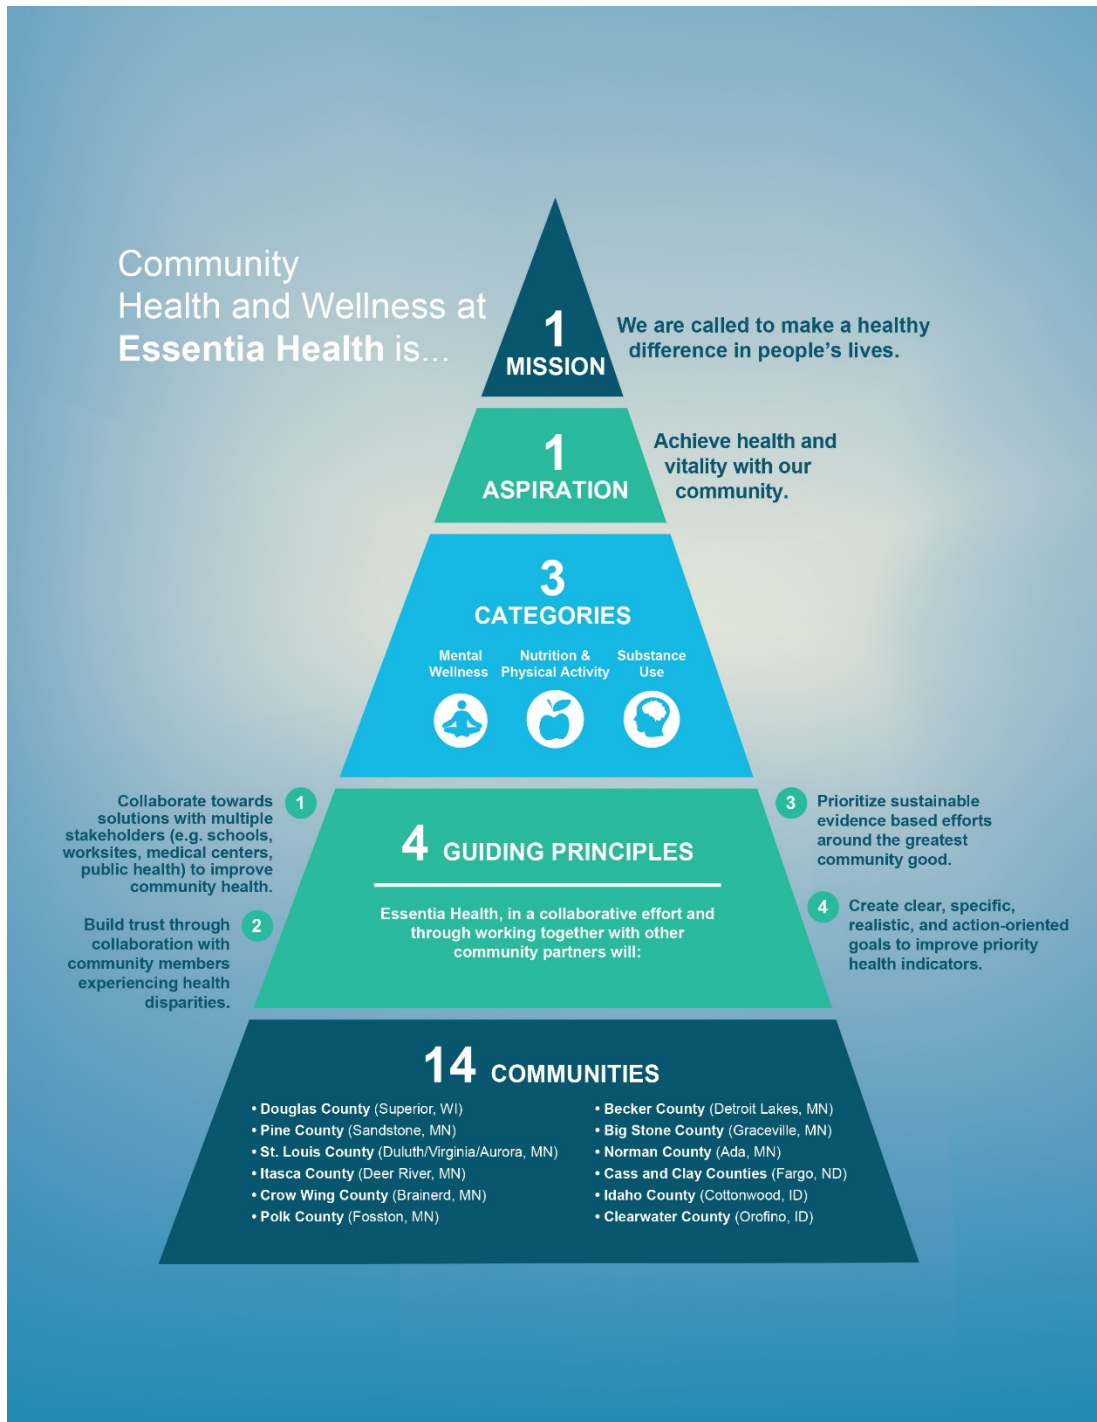 Community
Health and Wellness at
Essentia Health is...
1
MISSION
We are called to make a healthy
difference in people's lives.
1
ASPIRATION
Achieve health and
vitality with our
community.
3
CATEGORIES
Mental
Wellness
Nutrition &
Physical Activity
Substance
Use
4 GUIDING PRINCIPLES
Essentia Health, in a collaborative effort and
through working together with other
community partners will:
1
Collaborate towards
solutions with multiple
stakeholders (e.g. schools,
worksites, medical centers,
public health) to improve
community health.
2
Build trust through
collaboration with
community members
experiencing health
disparities.
3
Prioritize sustainable
evidence based efforts
around the greatest
community good.
4
Create clear, specific,
realistic, and action-oriented
goals to improve priority
health indicators.
14 COMMUNITIES
• Douglas County (Superior, WI)
• Pine County (Sandstone, MN)
• St. Louis County (Duluth/Virginia/Aurora, MN)
• Itasca County (Deer River, MN)
• Crow Wing County (Brainerd, MN)
• Polk County (Fosston, MN)
• Becker County (Detroit Lakes, MN)
• Big Stone County (Graceville, MN)
• Norman County (Ada, MN)
• Cass and Clay Counties (Fargo, ND)
• Idaho County (Cottonwood, ID)
• Clearwater County (Orofino, ID)